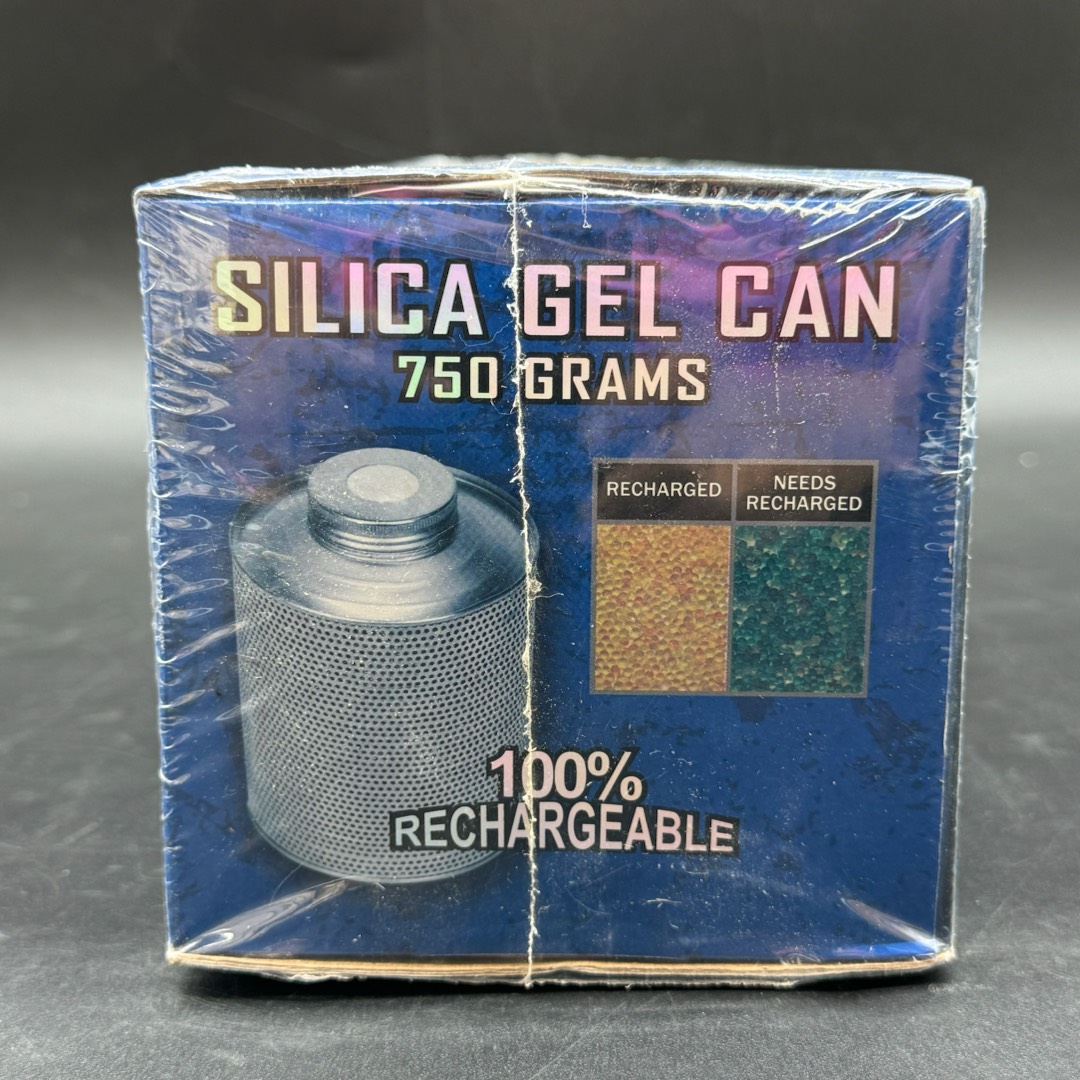 SILICA GEL CAN
750 GRAMS
RECHARGED
NEEDS
RECHARGED
100%
RECHARGEABLE